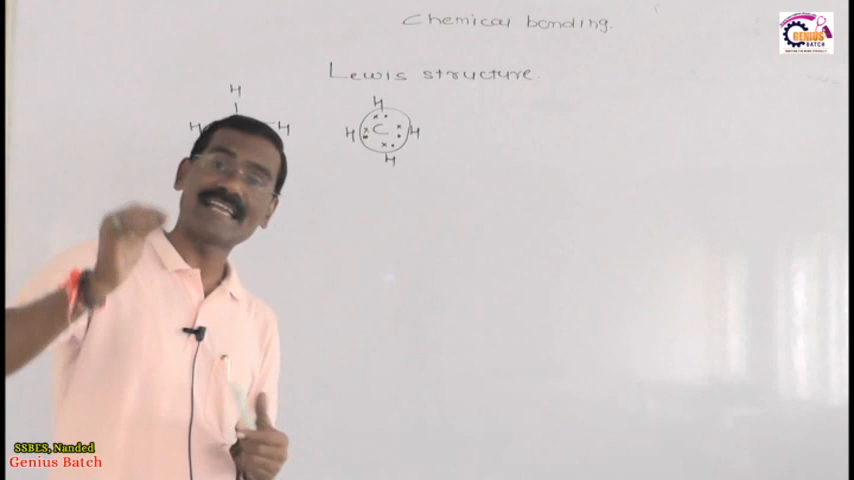 Chemical bonding.
Lewis structure.
H
H H
H
H C H
H
GENIUS
BATCH
SSBES, Nanded
Genius Batch